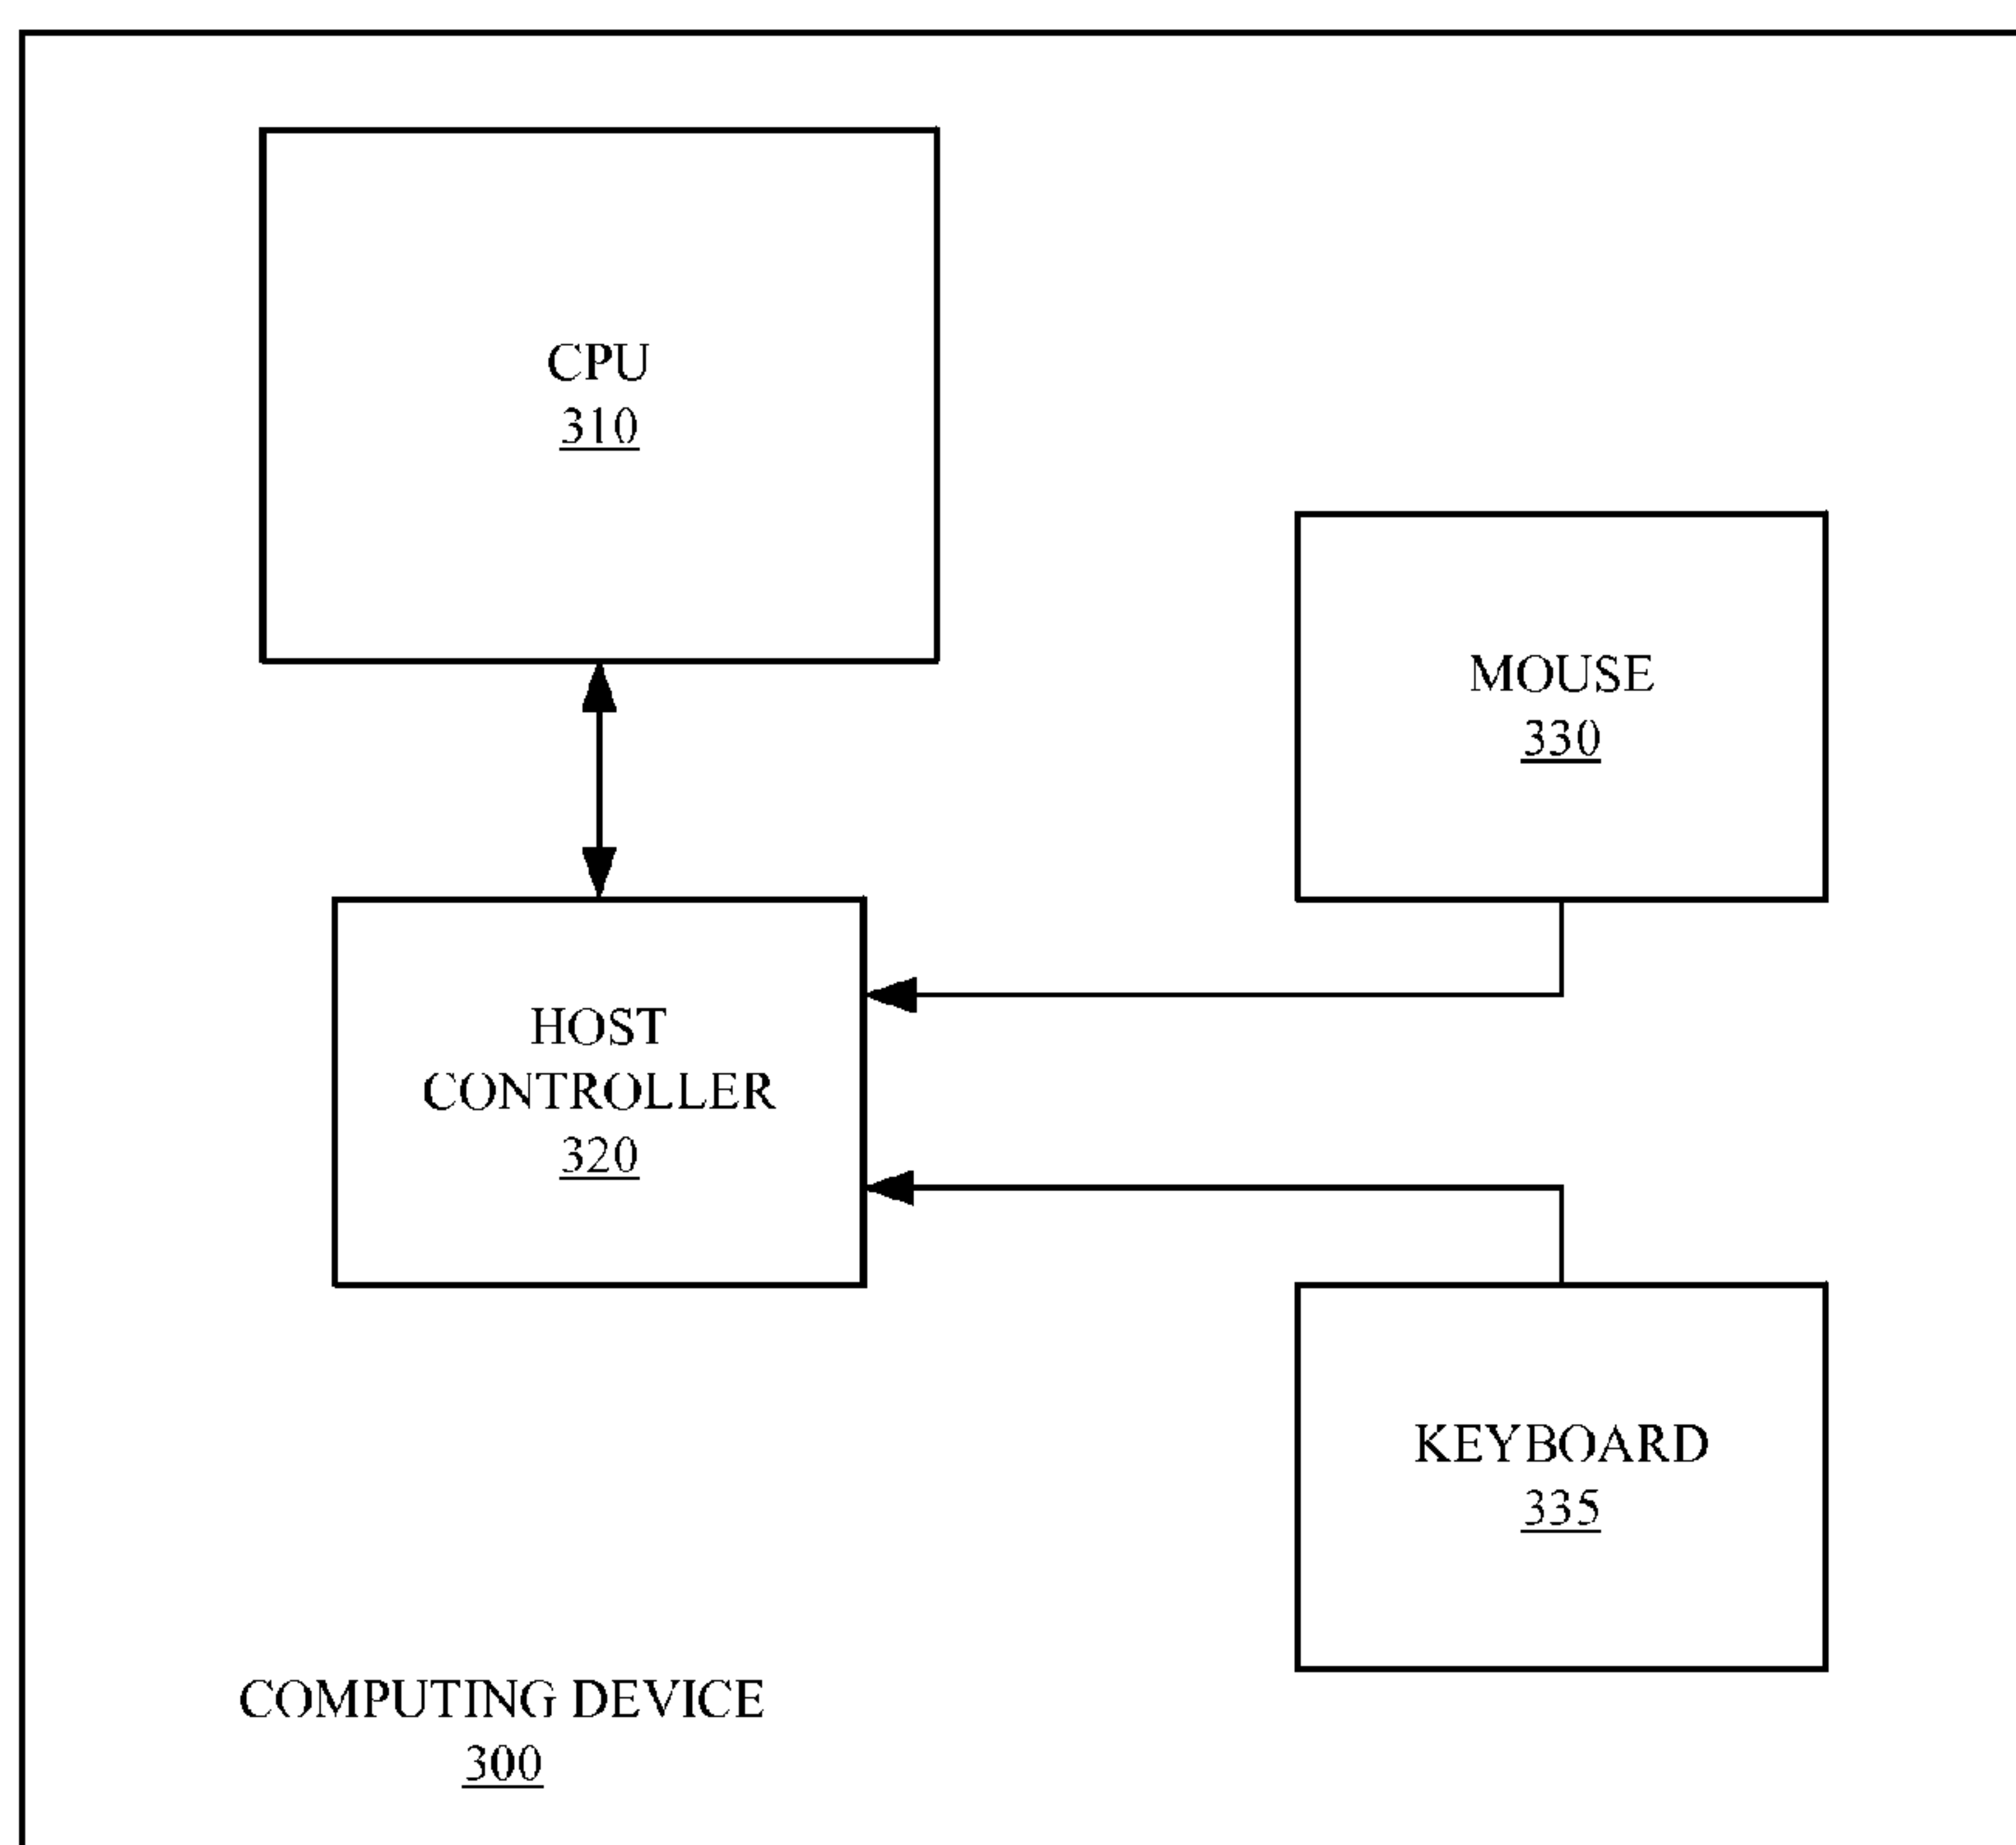 CPU
310
MOUSE
330
HOST
CONTROLLER
320
KEYBOARD
335
COMPUTING DEVICE
300